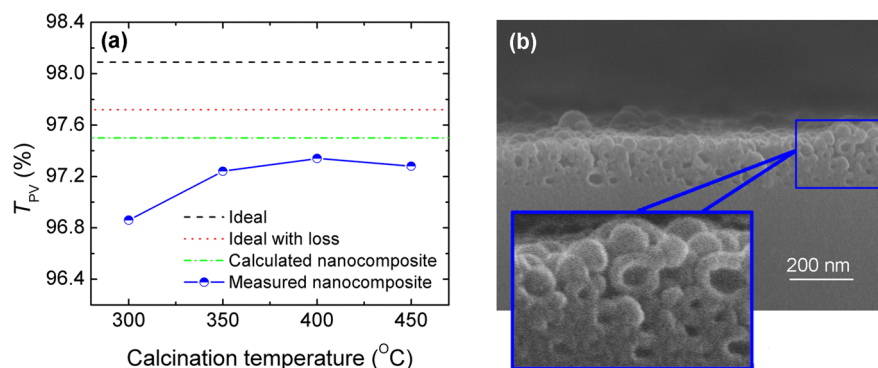 98.4
98.0
97.6
97.2
96.8
96.4
T_PV (%)
(a)
Ideal
Ideal with loss
Calculated nanocomposite
Measured nanocomposite
300 350 400 450
Calcination temperature (°C)
(b)
200 nm